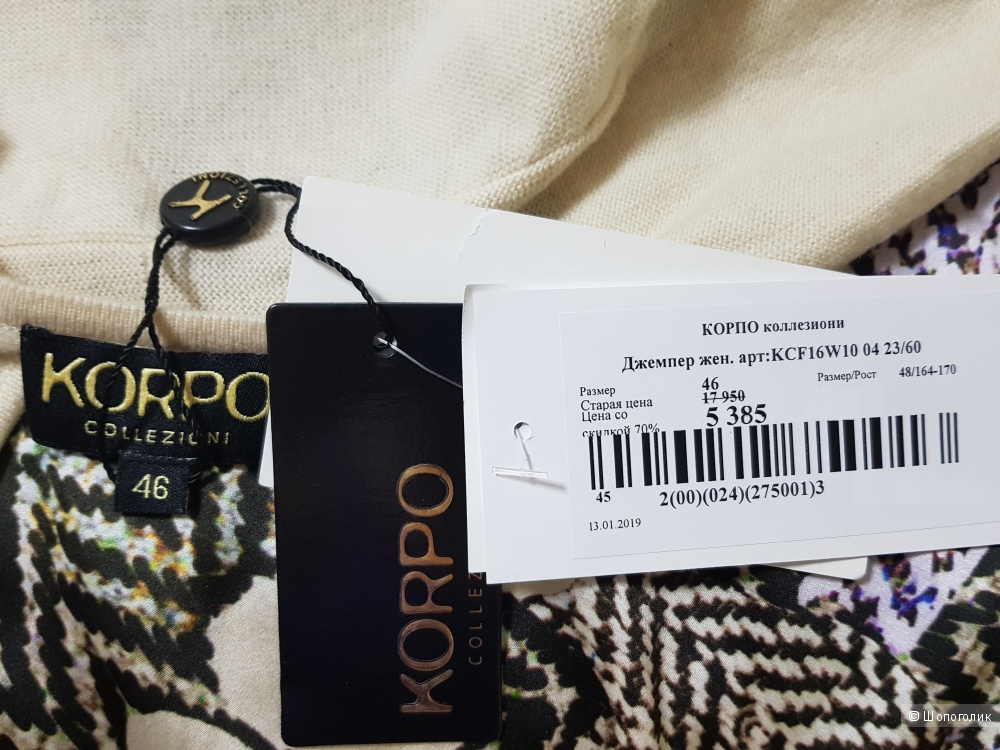 KORPO
COLLEZIONI
46
KORPO
COLLEZ
КОРПО коллезиони
Джемпер жен. арт:KCF16W10 04 23/60
Размер 46 Размер/Рост 48/164-170
Старая цена 17 950
Цена со 5 385
скидкой 70%
45 2(00)(024)(275001)3
13.01.2019
© Шопоголик